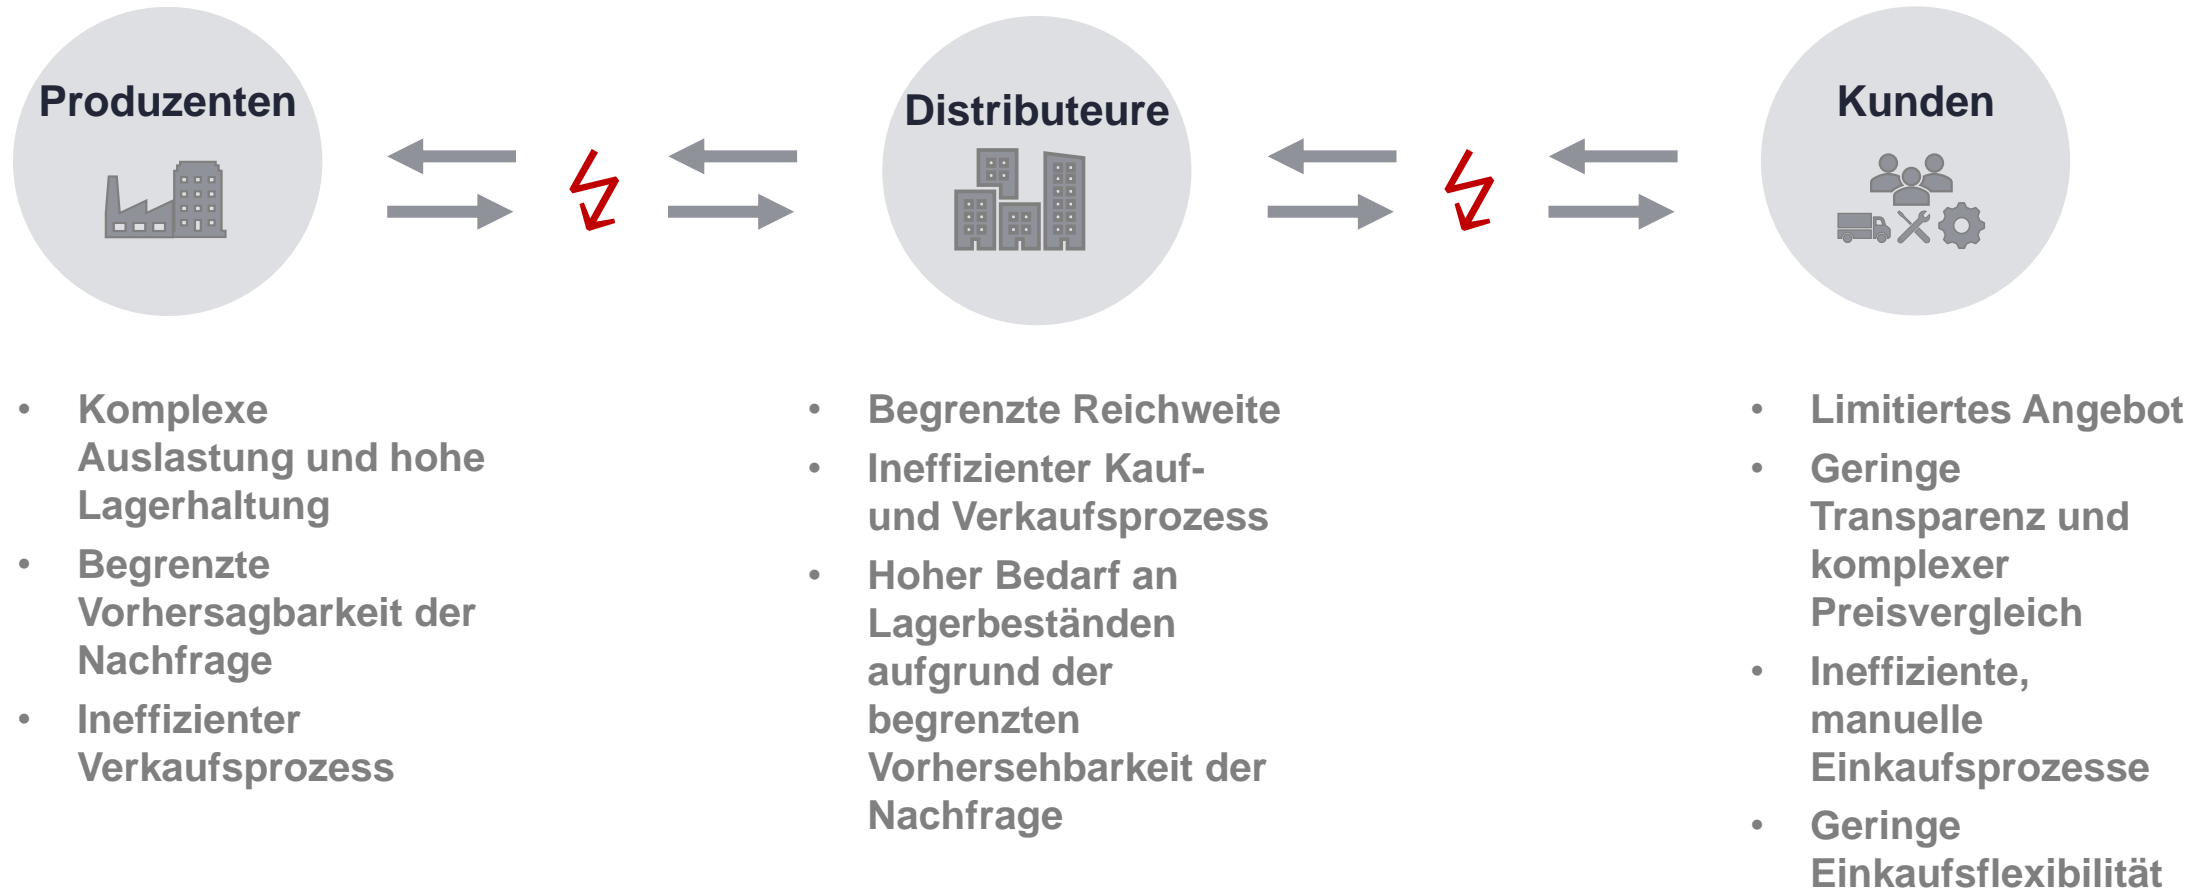 Produzenten
• Komplexe
Auslastung und hohe
Lagerhaltung
• Begrenzte
Vorhersagbarkeit der
Nachfrage
• Ineffizienter
Verkaufsprozess
Distributeure
• Begrenzte Reichweite
• Ineffizienter Kauf-
und Verkaufsprozess
• Hoher Bedarf an
Lagerbeständen
aufgrund der
begrenzten
Vorhersehbarkeit der
Nachfrage
Kunden
• Limitiertes Angebot
• Geringe
Transparenz und
komplexer
Preisvergleich
• Ineffiziente,
manuelle
Einkaufsprozesse
• Geringe
Einkaufsflexibilität